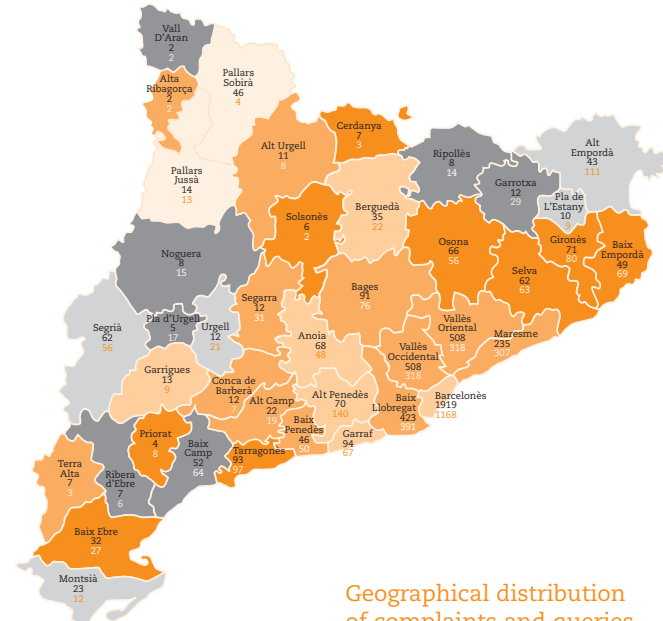 Vall
D'Aran
2
2
Alta
Ribagorça
2
2
Pallars
Sobirà
46
4
Pallars
Jussà
14
13
Alt Urgell
11
8
Cerdanya
7
3
Ripollès
8
14
Garrotxa
12
29
Alt
Empordà
43
111
Pla de
L'Estany
10
9
Berguedà
35
22
Solsonès
6
2
Osona
66
56
Gironès
71
80
Baix
Empordà
49
69
Selva
62
63
Noguera
8
15
Bages
91
76
Segarra
12
31
Segrià
62
56
Pla d'Urgell
5
17
Urgell
12
21
Anoia
68
48
Vallès
Oriental
508
318
Maresme
235
307
Vallès
Occidental
508
318
Garrigues
13
9
Conca de
Barberà
12
7
Alt Camp
22
19
Alt Penedès
70
140
Baix
Llobregat
423
391
Barcelonès
1919
1168
Baix
Penedès
46
50
Garraf
94
67
Priorat
4
8
Baix
Camp
52
64
Tarragonès
93
97
Terra
Alta
7
3
Ribera
d'Ebre
7
6
Baix Ebre
32
27
Montsià
23
12
Geographical distribution
of complaints and queries